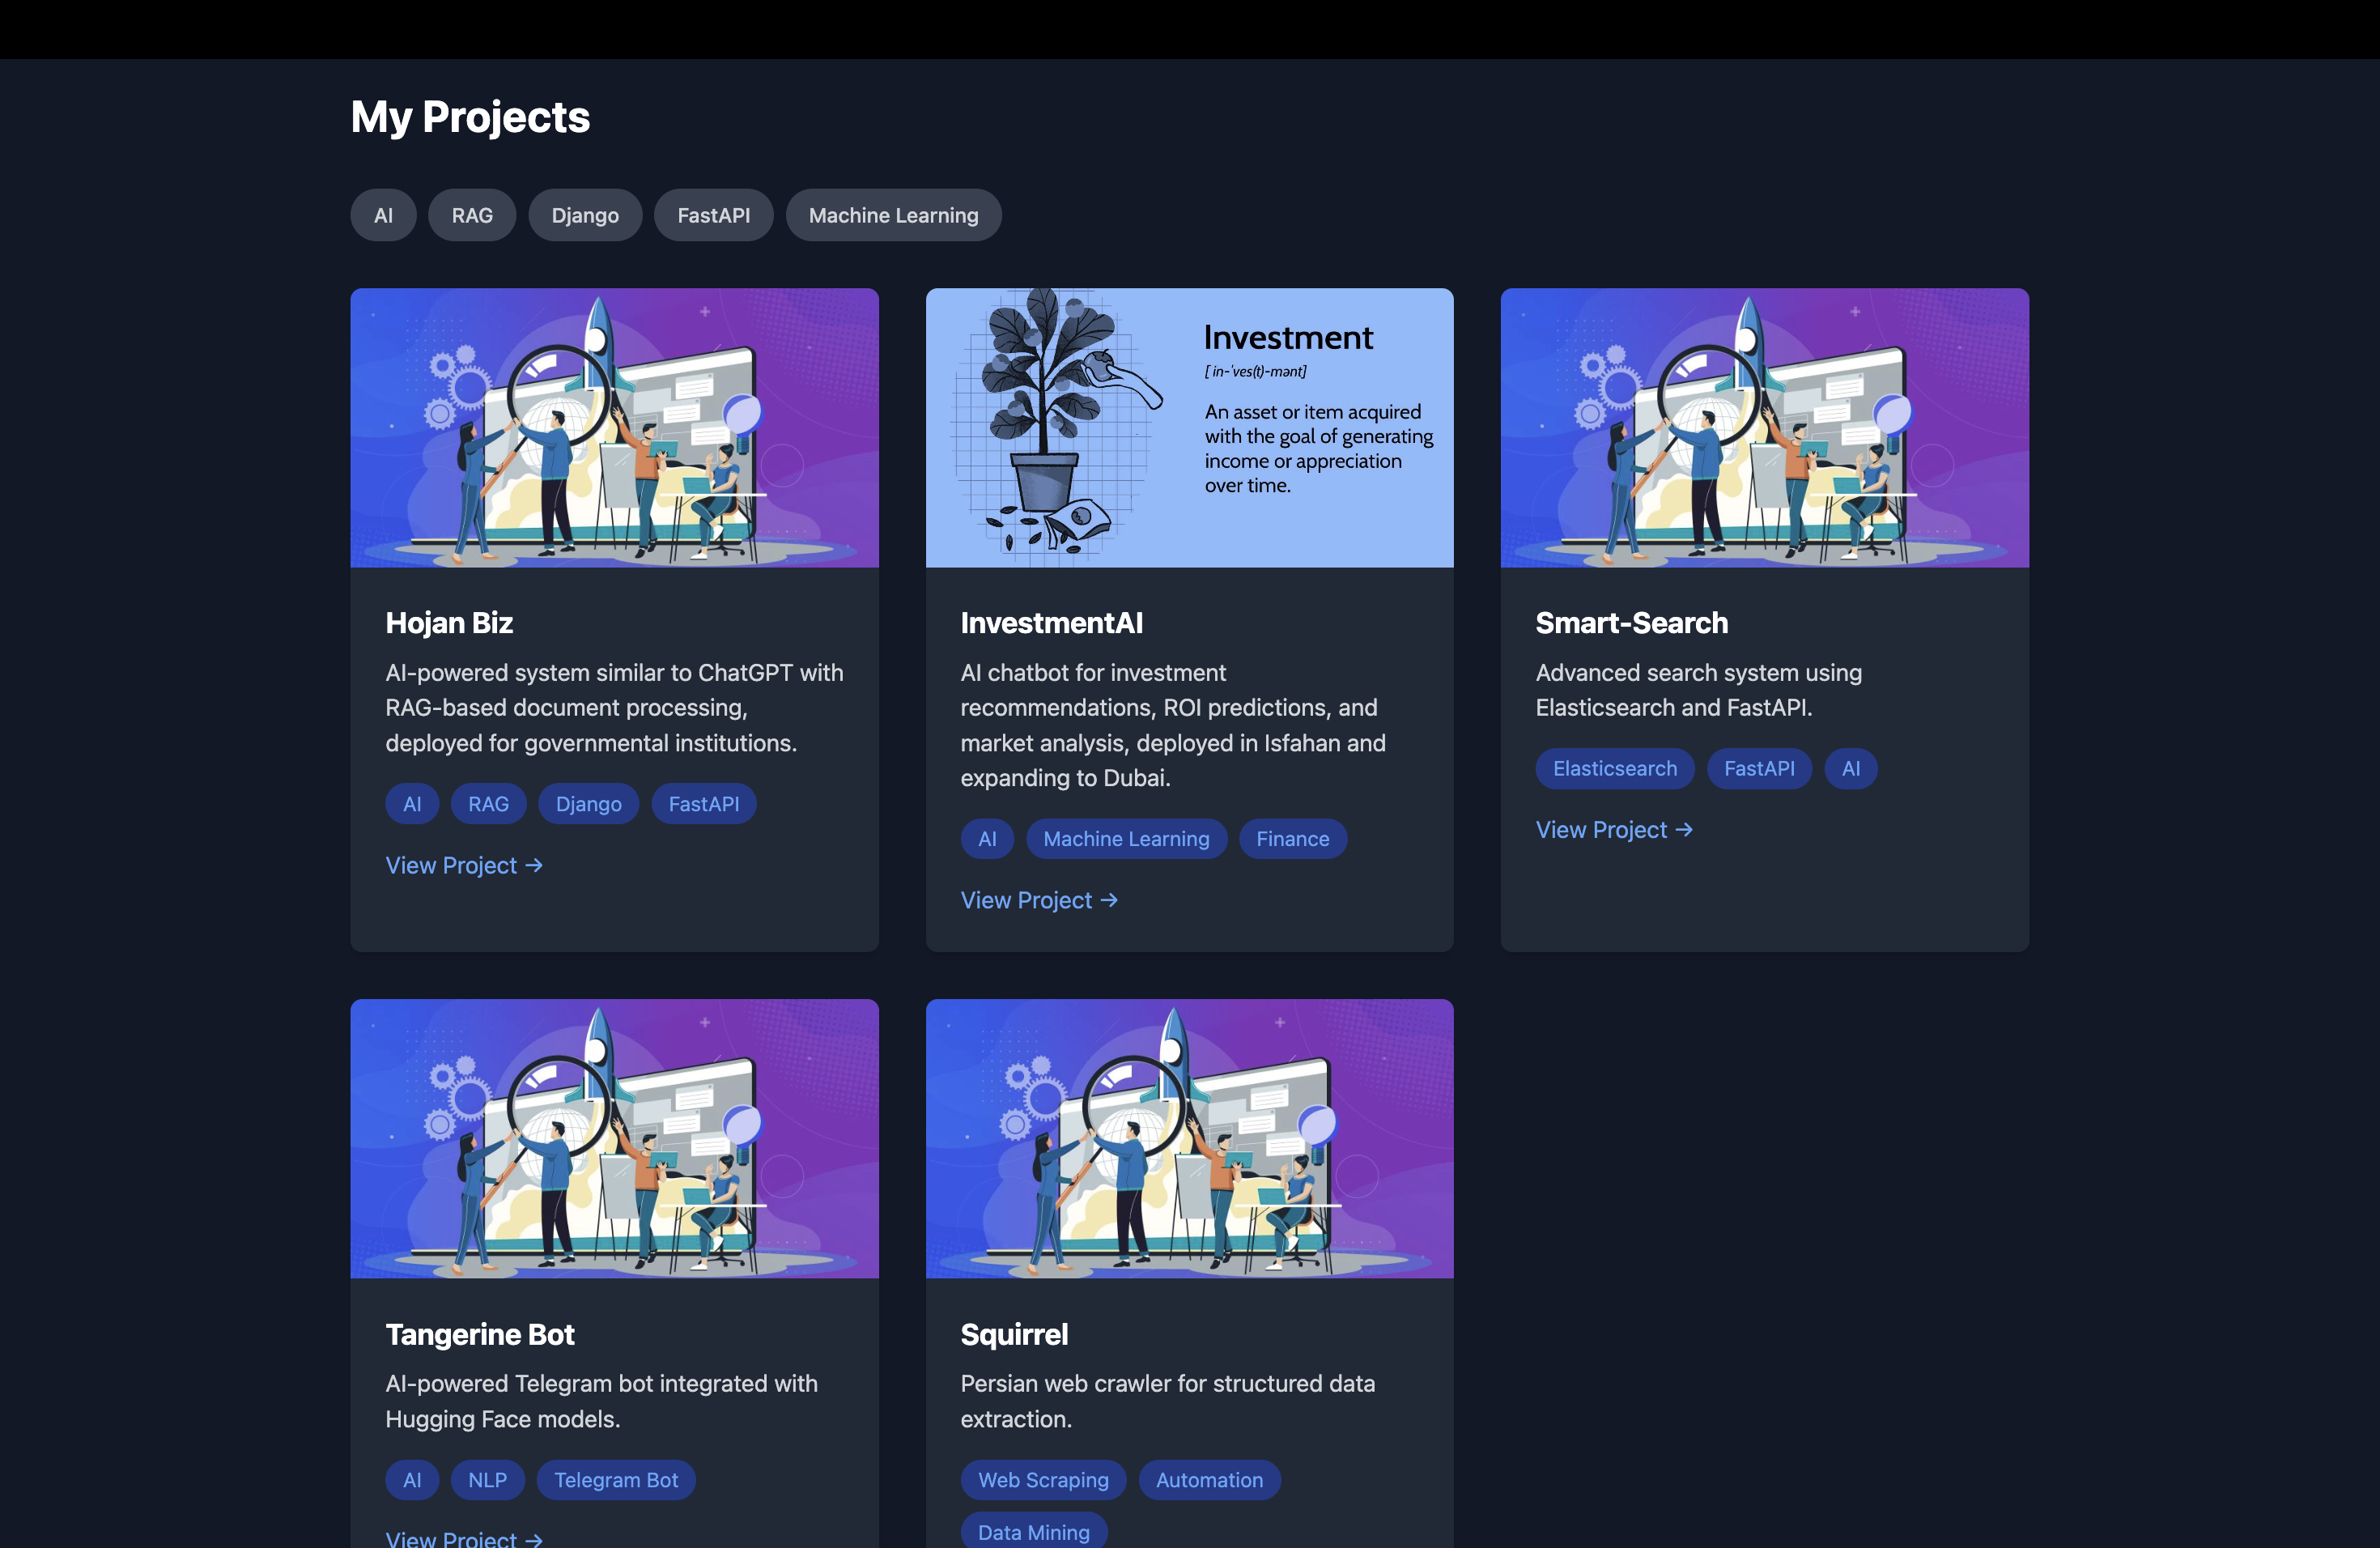 My Projects
AI
RAG
Django
FastAPI
Machine Learning
Investment
[ in-ˈves(t)-mənt]
An asset or item acquired
with the goal of generating
income or appreciation
over time.
Hojan Biz
AI-powered system similar to ChatGPT with
RAG-based document processing,
deployed for governmental institutions.
AI
RAG
Django
FastAPI
View Project →
InvestmentAI
AI chatbot for investment
recommendations, ROI predictions, and
market analysis, deployed in Isfahan and
expanding to Dubai.
AI
Machine Learning
Finance
View Project →
Smart-Search
Advanced search system using
Elasticsearch and FastAPI.
Elasticsearch
FastAPI
AI
View Project →
Tangerine Bot
AI-powered Telegram bot integrated with
Hugging Face models.
AI
NLP
Telegram Bot
View Project →
Squirrel
Persian web crawler for structured data
extraction.
Web Scraping
Automation
Data Mining